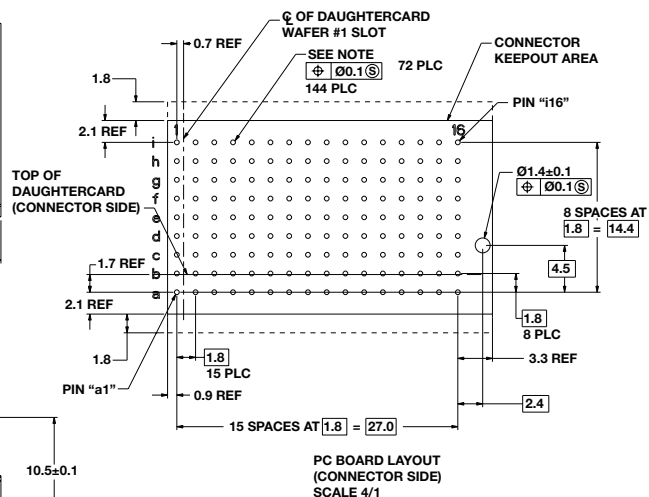 ℄ OF DAUGHTERCARD
WAFER #1 SLOT
0.7 REF
SEE NOTE
⌖ Ø0.1 Ⓢ
144 PLC
72 PLC
CONNECTOR
KEEPOUT AREA
1.8
PIN “i16”
2.1 REF
1
16
i
h
g
f
e
d
c
b
a
TOP OF
DAUGHTERCARD
(CONNECTOR SIDE)
Ø1.4±0.1
⌖ Ø0.1 Ⓢ
8 SPACES AT
1.8 = 14.4
1.7 REF
4.5
2.1 REF
1.8
8 PLC
1.8
1.8
15 PLC
3.3 REF
PIN “a1”
0.9 REF
2.4
15 SPACES AT 1.8 = 27.0
10.5±0.1
PC BOARD LAYOUT
(CONNECTOR SIDE)
SCALE 4/1